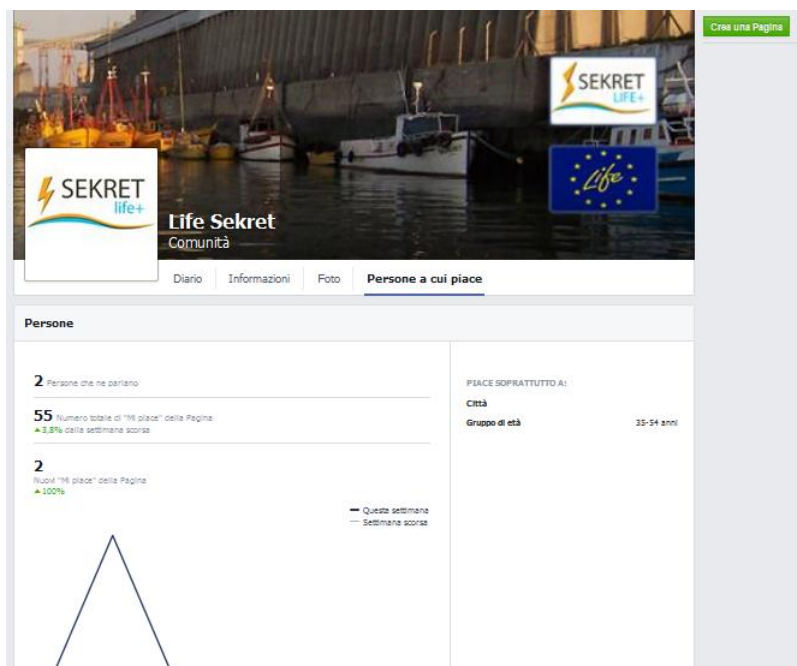 Crea una Pagina
SEKRET
LIFE+
Life
SEKRET
life+
Life Sekret
Comunità
Diario Informazioni Foto Persone a cui piace
Persone
2 Persone che ne parlano
55 Numero totale di "Mi piace" della Pagina
▲3,8% dalla settimana scorsa
2
Nuovi "Mi piace" della Pagina
▲100%
Questa settimana
Settimana scorsa
PIACE SOPRATTUTTO A:
Città
Gruppo di età 35-54 anni